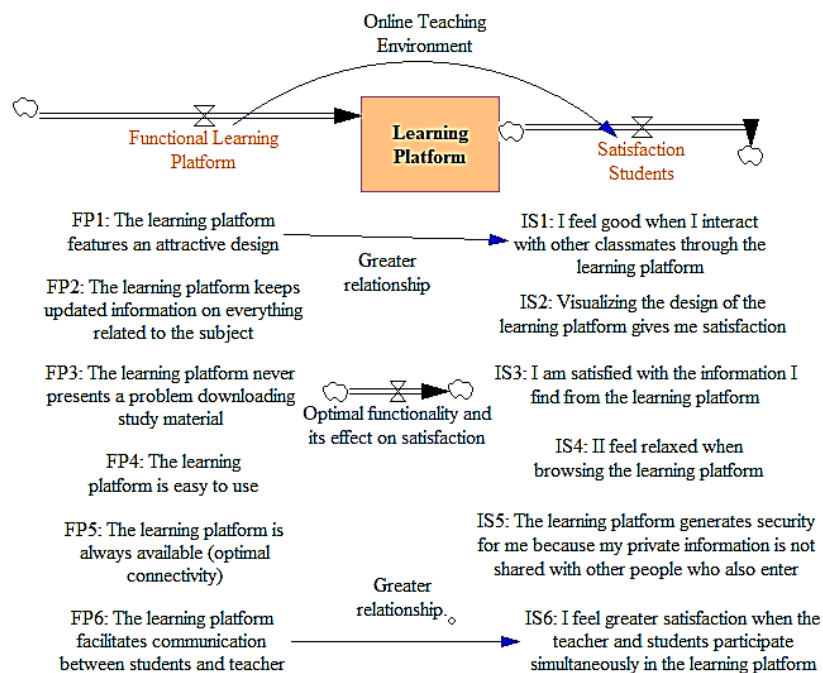 Online Teaching
Environment
Functional Learning
Platform
Learning
Platform
Satisfaction
Students
FP1: The learning platform
features an attractive design
Greater
relationship
IS1: I feel good when I interact
with other classmates through the
learning platform
FP2: The learning platform keeps
updated information on everything
related to the subject
IS2: Visualizing the design of the
learning platform gives me satisfaction
FP3: The learning platform never
presents a problem downloading
study material
Optimal functionality and
its effect on satisfaction
IS3: I am satisfied with the information I
find from the learning platform
FP4: The learning
platform is easy to use
IS4: II feel relaxed when
browsing the learning platform
FP5: The learning platform is
always available (optimal
connectivity)
IS5: The learning platform generates security
for me because my private information is not
shared with other people who also enter
FP6: The learning platform
facilitates communication
between students and teacher
Greater
relationship.
IS6: I feel greater satisfaction when the
teacher and students participate
simultaneously in the learning platform